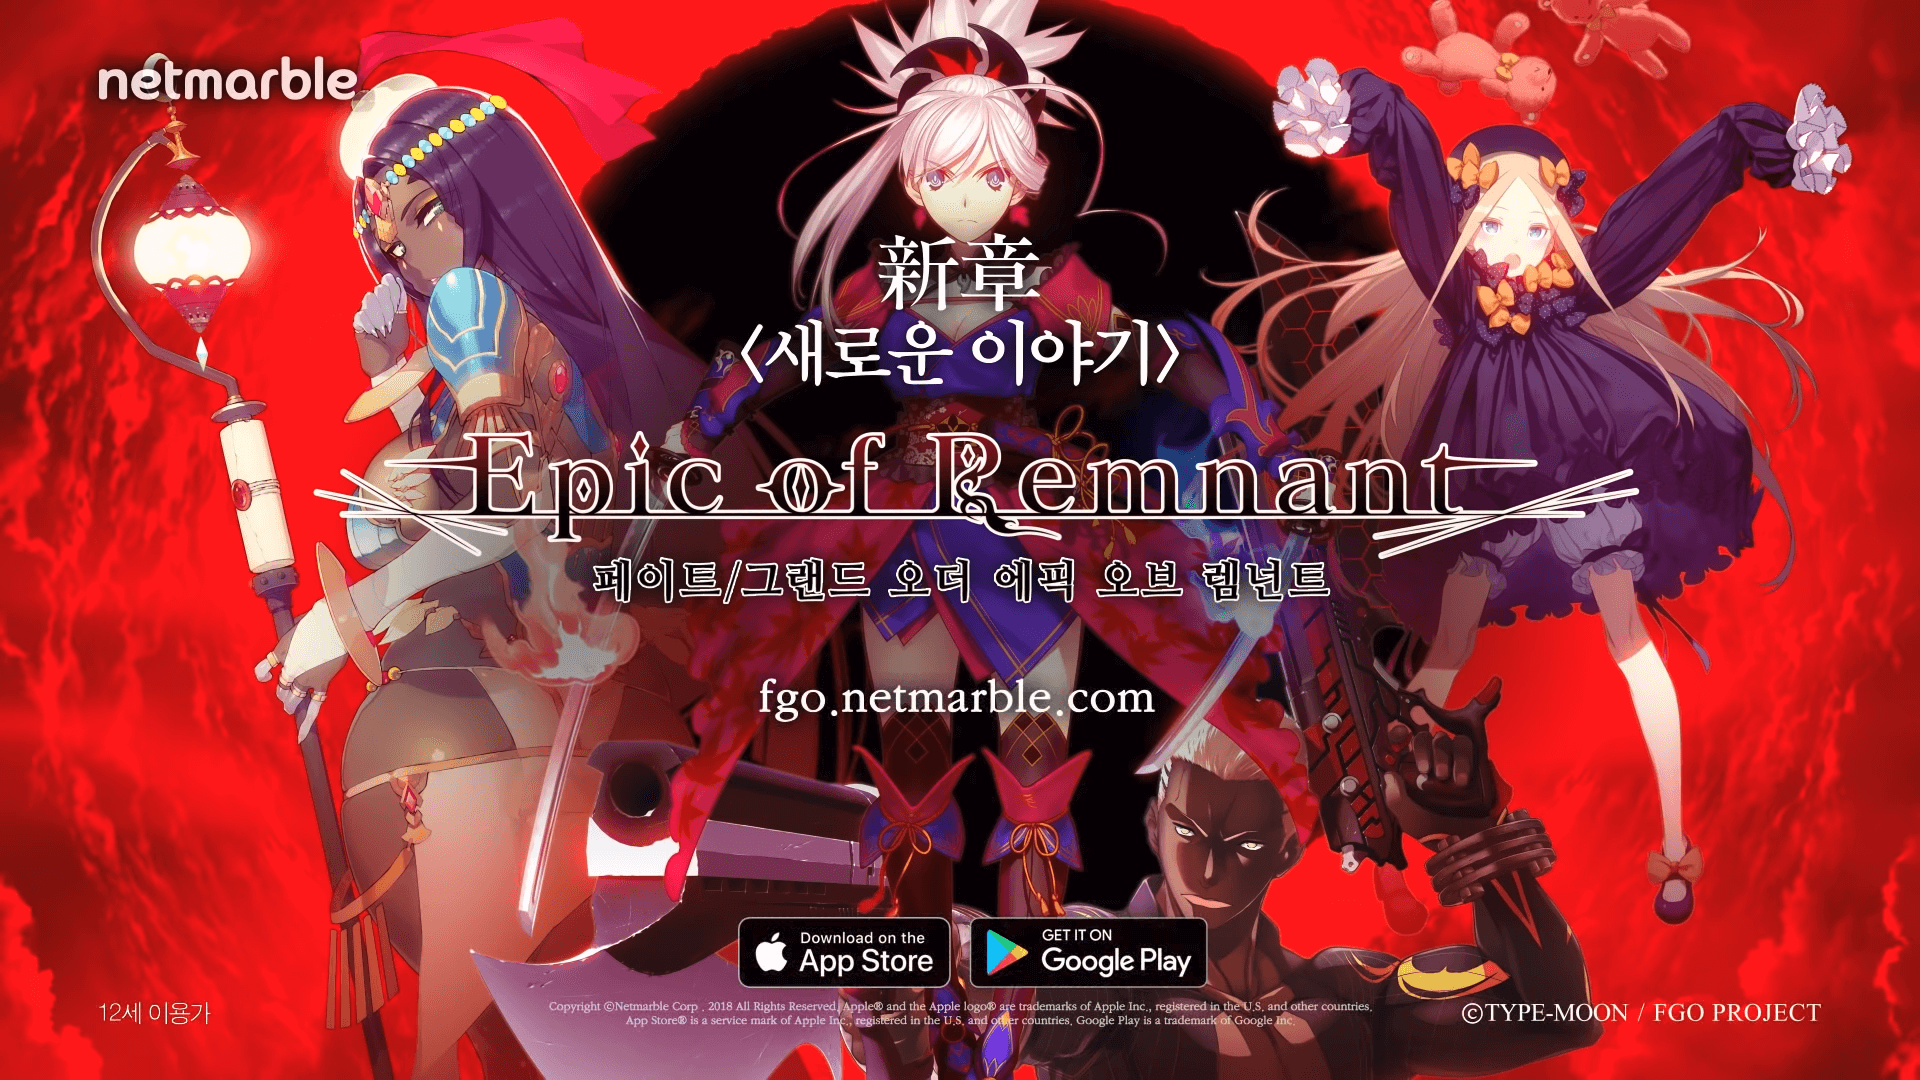 netmarble
新章
〈새로운 이야기〉
Epic of Remnant
페이트/그랜드 오더 에픽 오브 렘넌트
fgo.netmarble.com
Download on the
App Store
GET IT ON
Google Play
12세 이용가
Copyright ©Netmarble Corp . 2018 All Rights Reserved. Apple® and the Apple logo® are trademarks of Apple Inc., registered in the U.S. and other countries.
App Store® is a service mark of Apple Inc., registered in the U.S. and other countries. Google Play is a trademark of Google Inc.
©TYPE-MOON / FGO PROJECT